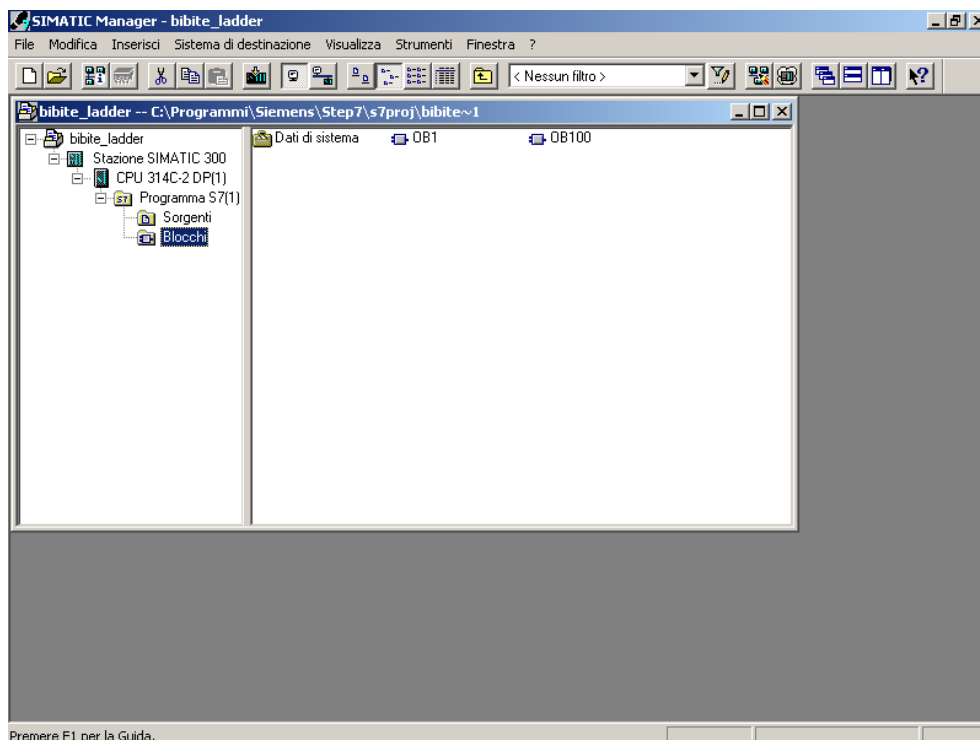 SIMATIC Manager - bibite_ladder
File Modifica Inserisci Sistema di destinazione Visualizza Strumenti Finestra ?
< Nessun filtro >
bibite_ladder -- C:\Programmi\Siemens\Step7\s7proj\bibite~1
bibite_ladder
Stazione SIMATIC 300
CPU 314C-2 DP(1)
Programma S7(1)
Sorgenti
Blocchi
Dati di sistema OB1 OB100
Premere F1 per la Guida.